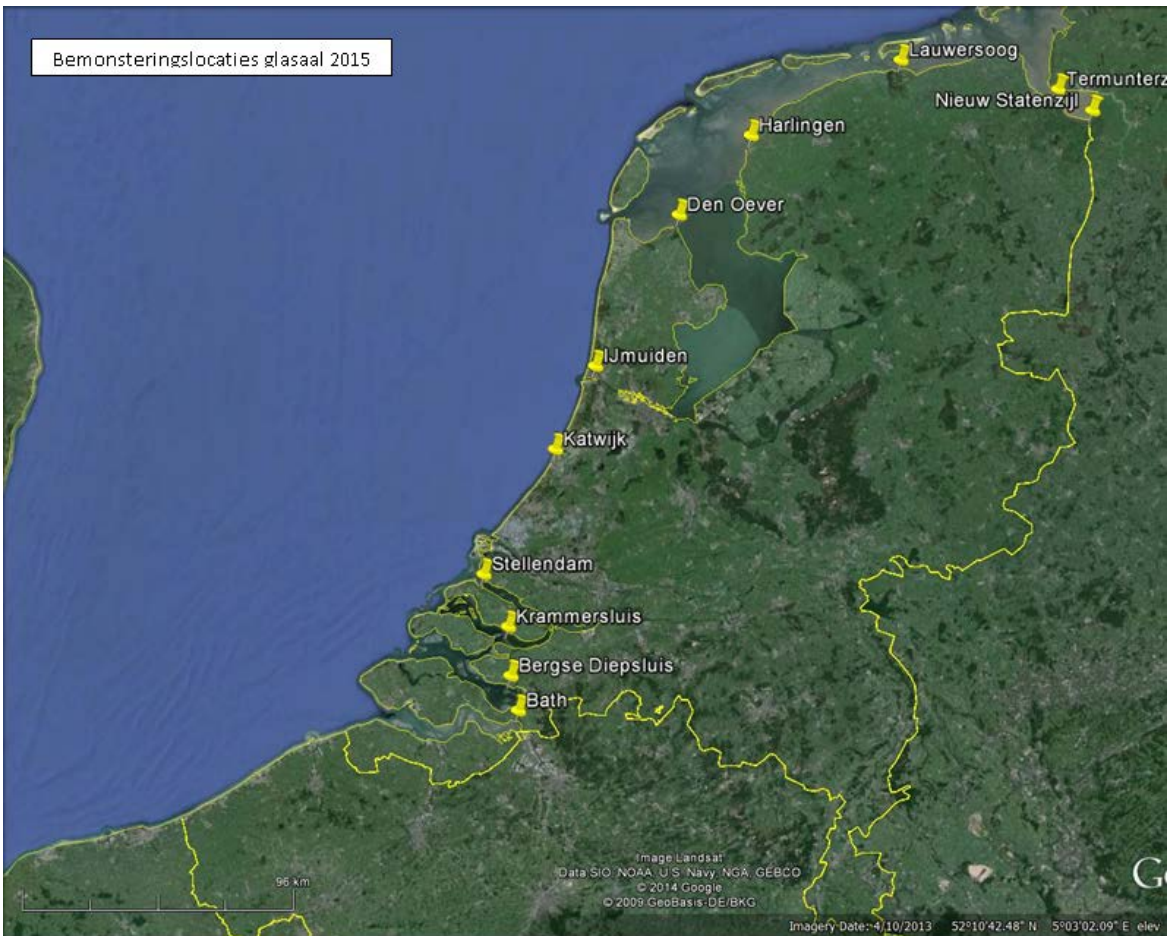 Bemonsteringslocaties glasaal 2015
Lauwersoog
Termunterz
Nieuw Statenzijl
Harlingen
Den Oever
IJmuiden
Katwijk
Stellendam
Krammersluis
Bergse Diepsluis
Bath
96 km
Image Landsat
Data SIO, NOAA, U.S. Navy, NGA, GEBCO
© 2014 Google
© 2009 GeoBasis-DE/BKG
Go
Imagery Date: 4/10/2013 52°10'42.48" N 5°03'02.09" E elev